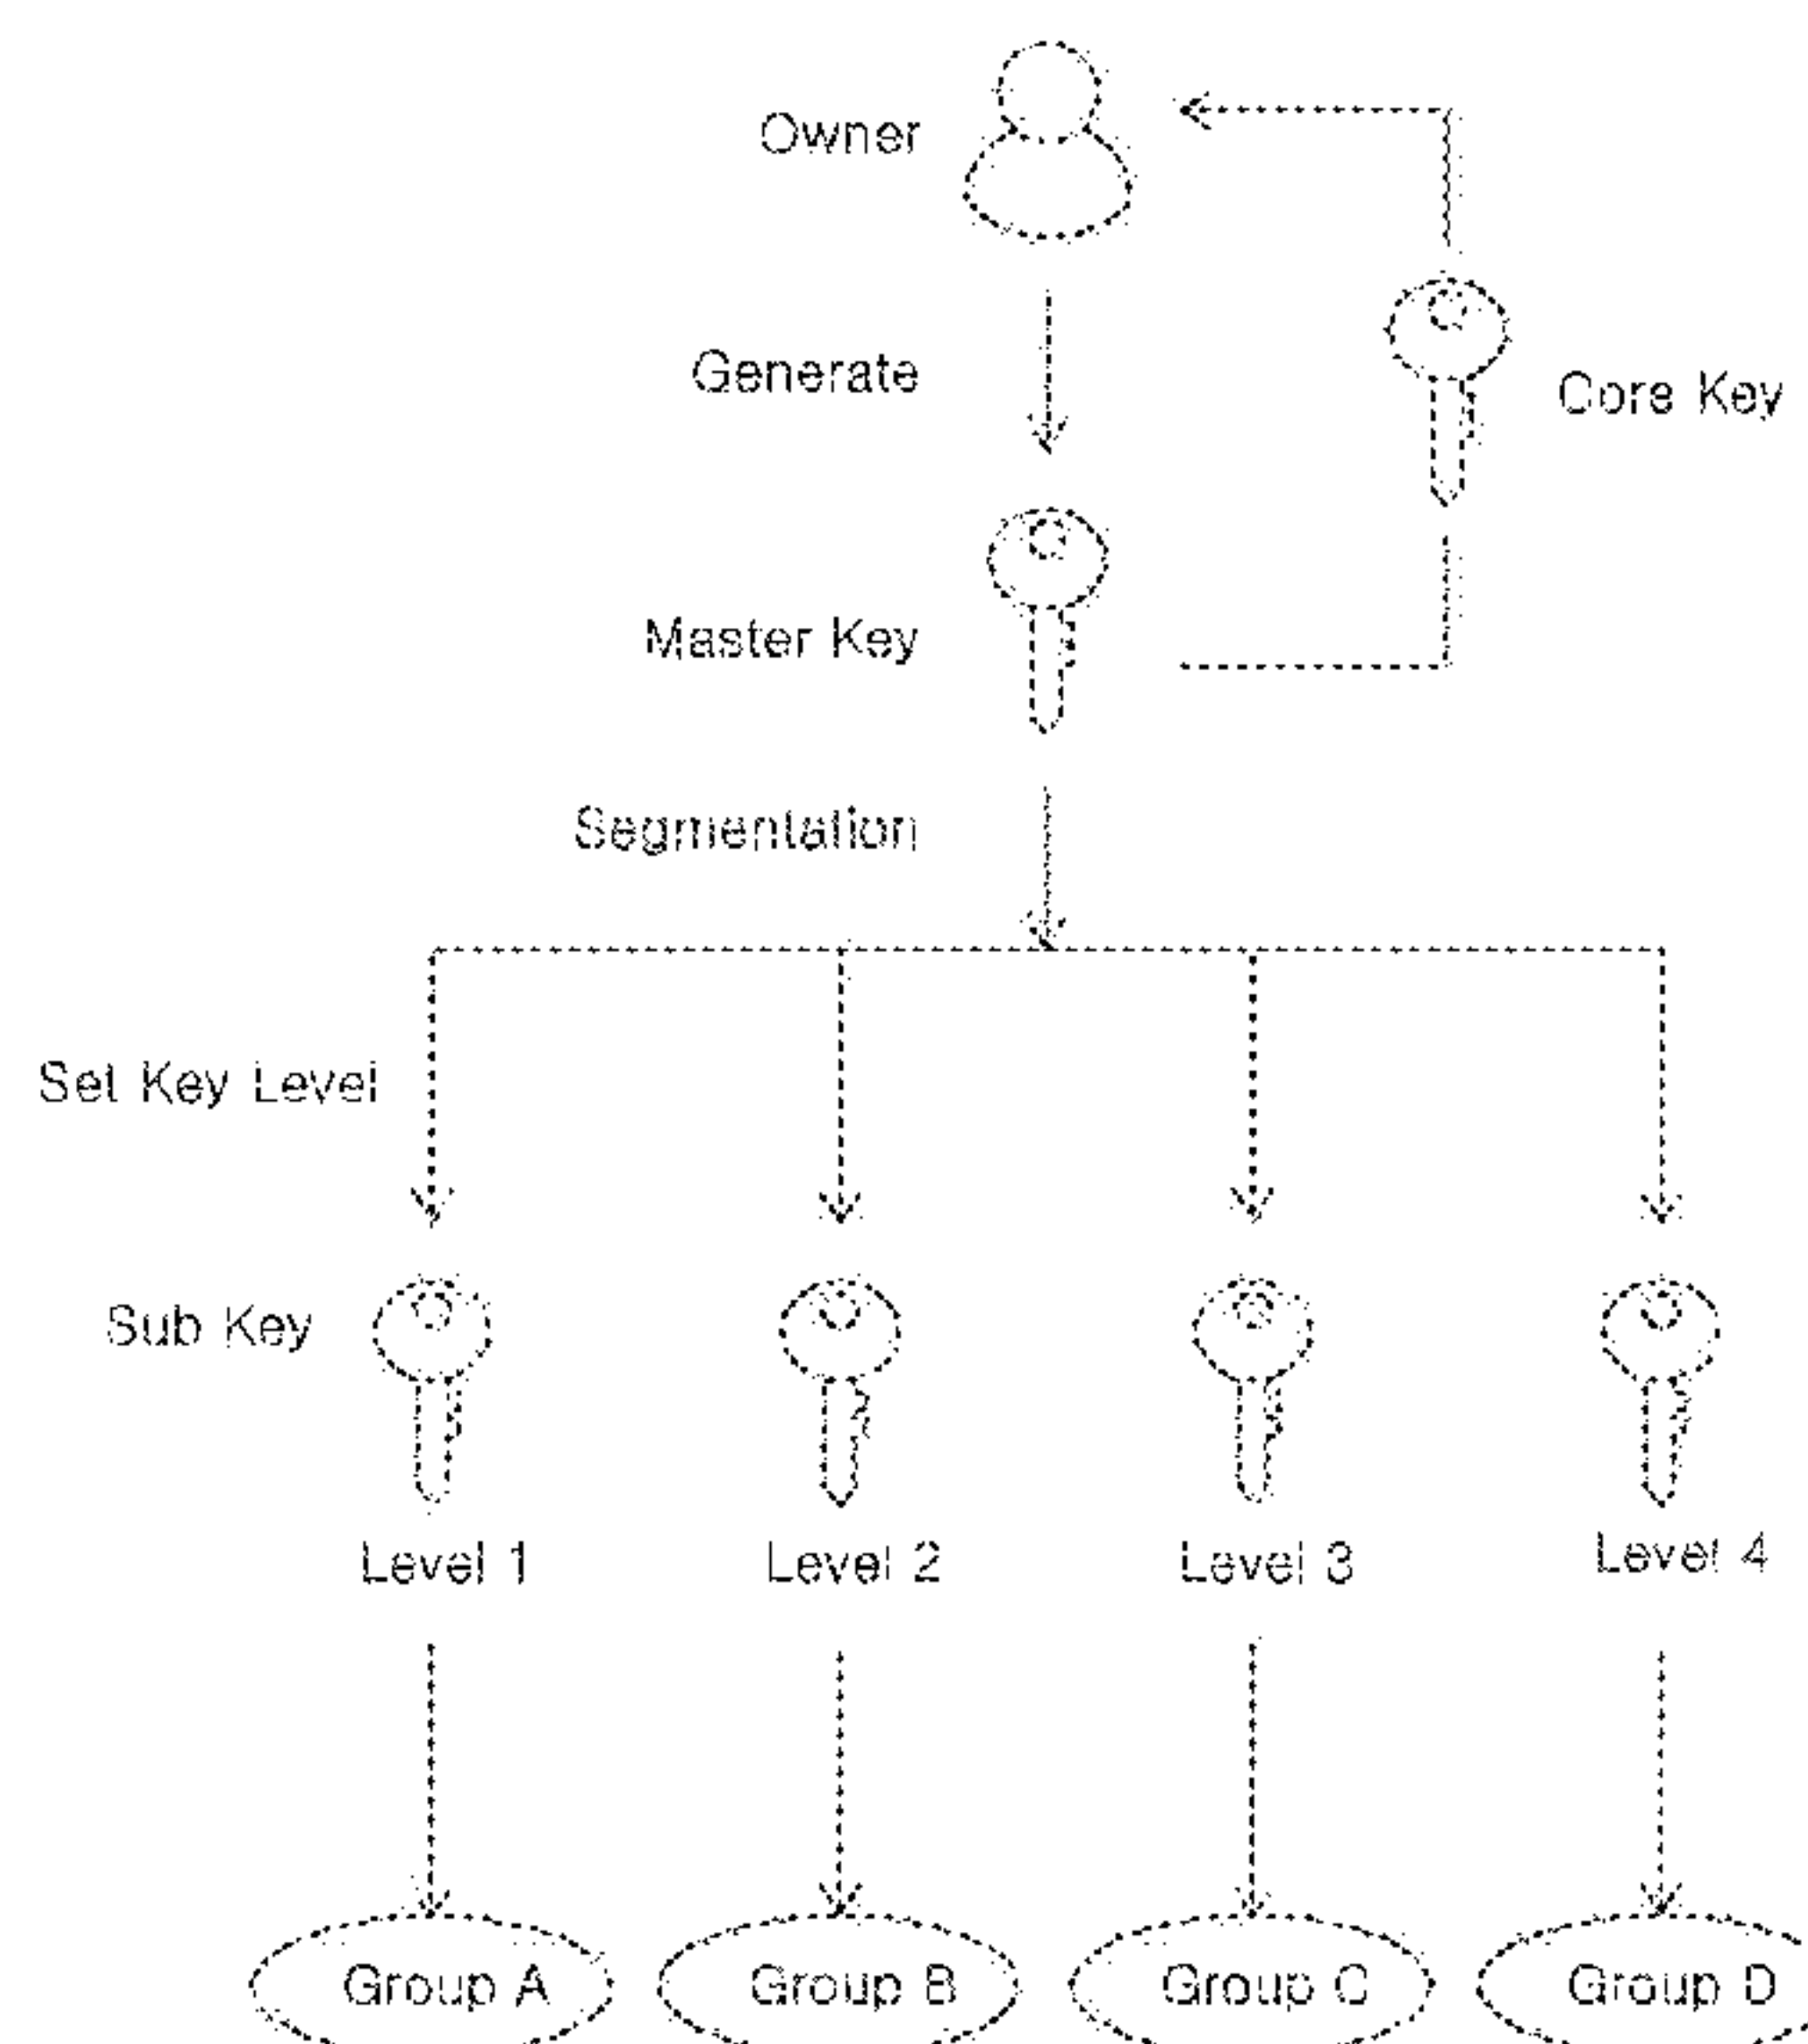 Owner
Generate
Core Key
Master Key
Segmentation
Set Key Level
Sub Key
Level 1
Level 2
Level 3
Level 4
Group A
Group B
Group C
Group D